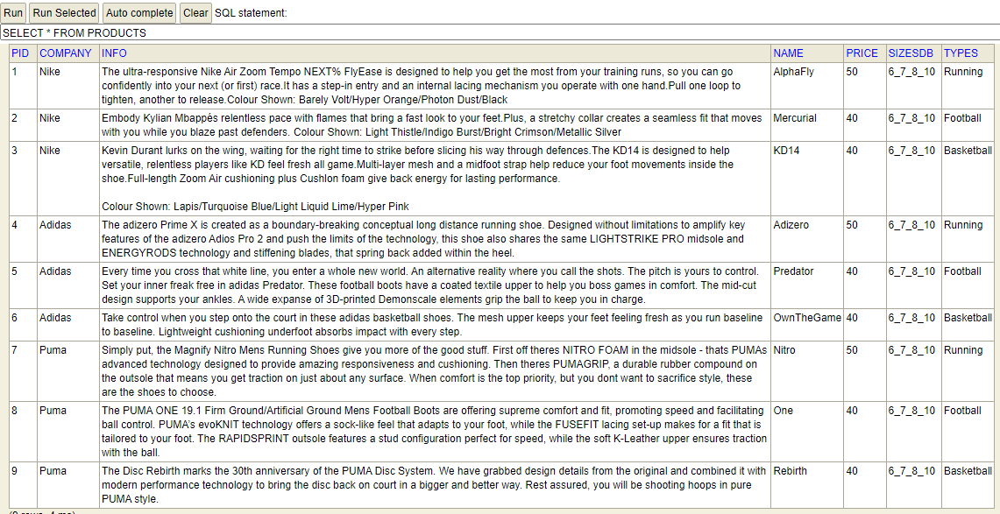 Run Run Selected Auto complete Clear SQL statement:
SELECT * FROM PRODUCTS
PID COMPANY INFO NAME PRICE SIZESDB TYPES
1 Nike The ultra-responsive Nike Air Zoom Tempo NEXT% FlyEase is designed to help you get the most from your training runs, so you can go AlphaFly 50 6_7_8_10 Running
confidently into your next (or first) race.It has a step-in entry and an internal lacing mechanism you operate with one hand.Pull one loop to
tighten, another to release.Colour Shown: Barely Volt/Hyper Orange/Photon Dust/Black
2 Nike Embody Kylian Mbappés relentless pace with flames that bring a fast look to your feet.Plus, a stretchy collar creates a seamless fit that moves Mercurial 40 6_7_8_10 Football
with you while you blaze past defenders. Colour Shown: Light Thistle/Indigo Burst/Bright Crimson/Metallic Silver
3 Nike Kevin Durant lurks on the wing, waiting for the right time to strike before slicing his way through defences.The KD14 is designed to help KD14 40 6_7_8_10 Basketball
versatile, relentless players like KD feel fresh all game.Multi-layer mesh and a midfoot strap help reduce your foot movements inside the
shoe.Full-length Zoom Air cushioning plus Cushlon foam give back energy for lasting performance.
Colour Shown: Lapis/Turquoise Blue/Light Liquid Lime/Hyper Pink
4 Adidas The adizero Prime X is created as a boundary-breaking conceptual long distance running shoe. Designed without limitations to amplify key Adizero 50 6_7_8_10 Running
features of the adizero Adios Pro 2 and push the limits of the technology, this shoe also shares the same LIGHTSTRIKE PRO midsole and
ENERGYRODS technology and stiffening blades, that spring back added within the heel.
5 Adidas Every time you cross that white line, you enter a whole new world. An alternative reality where you call the shots. The pitch is yours to control. Predator 40 6_7_8_10 Football
Set your inner freak free in adidas Predator. These football boots have a coated textile upper to help you boss games in comfort. The mid-cut
design supports your ankles. A wide expanse of 3D-printed Demonscale elements grip the ball to keep you in charge.
6 Adidas Take control when you step onto the court in these adidas basketball shoes. The mesh upper keeps your feet feeling fresh as you run baseline OwnTheGame 40 6_7_8_10 Basketball
to baseline. Lightweight cushioning underfoot absorbs impact with every step.
7 Puma Simply put, the Magnify Nitro Mens Running Shoes give you more of the good stuff. First off theres NITRO FOAM in the midsole - thats PUMAs Nitro 50 6_7_8_10 Running
advanced technology designed to provide amazing responsiveness and cushioning. Then theres PUMAGRIP, a durable rubber compound on
the outsole that means you get traction on just about any surface. When comfort is the top priority, but you dont want to sacrifice style, these
are the shoes to choose.
8 Puma The PUMA ONE 19.1 Firm Ground/Artificial Ground Mens Football Boots are offering supreme comfort and fit, promoting speed and facilitating One 40 6_7_8_10 Football
ball control. PUMA’s evoKNIT technology offers a sock-like feel that adapts to your foot, while the FUSEFIT lacing set-up makes for a fit that is
tailored to your foot. The RAPIDSPRINT outsole features a stud configuration perfect for speed, while the soft K-Leather upper ensures traction
with the ball.
9 Puma The Disc Rebirth marks the 30th anniversary of the PUMA Disc System. We have grabbed design details from the original and combined it with Rebirth 40 6_7_8_10 Basketball
modern performance technology to bring the disc back on court in a bigger and better way. Rest assured, you will be shooting hoops in pure
PUMA style.